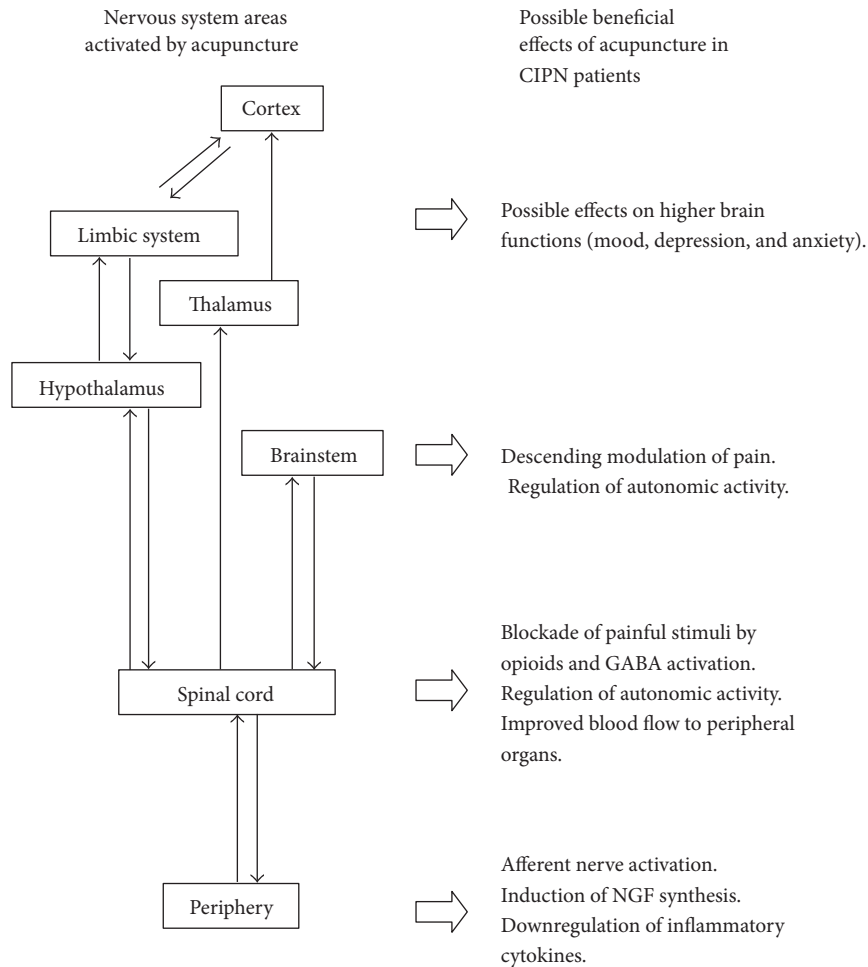 Nervous system areas
activated by acupuncture
Possible beneficial
effects of acupuncture in
CIPN patients
Cortex
Limbic system
Possible effects on higher brain
functions (mood, depression, and anxiety).
Thalamus
Hypothalamus
Brainstem
Descending modulation of pain.
Regulation of autonomic activity.
Spinal cord
Blockade of painful stimuli by
opioids and GABA activation.
Regulation of autonomic activity.
Improved blood flow to peripheral
organs.
Periphery
Afferent nerve activation.
Induction of NGF synthesis.
Downregulation of inflammatory
cytokines.